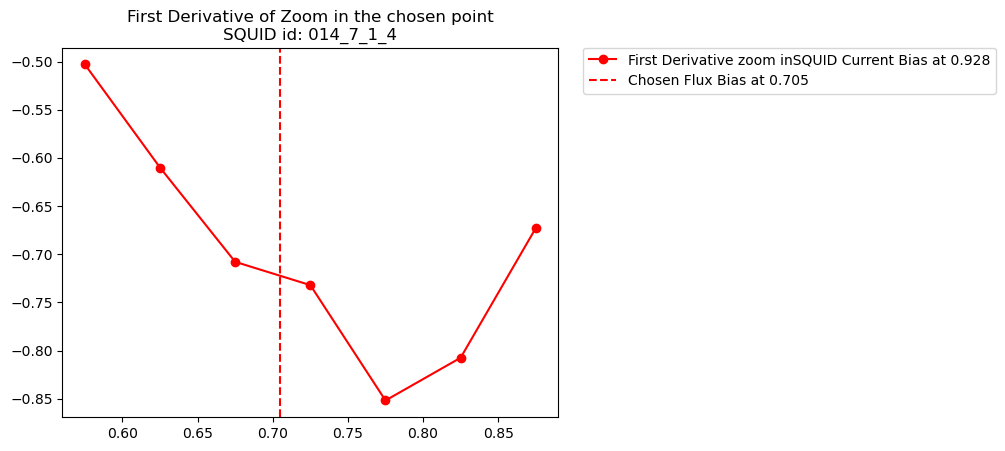 First Derivative of Zoom in the chosen point
SQUID id: 014_7_1_4
First Derivative zoom inSQUID Current Bias at 0.928
Chosen Flux Bias at 0.705
−0.50
−0.55
−0.60
−0.65
−0.70
−0.75
−0.80
−0.85
0.60 0.65 0.70 0.75 0.80 0.85